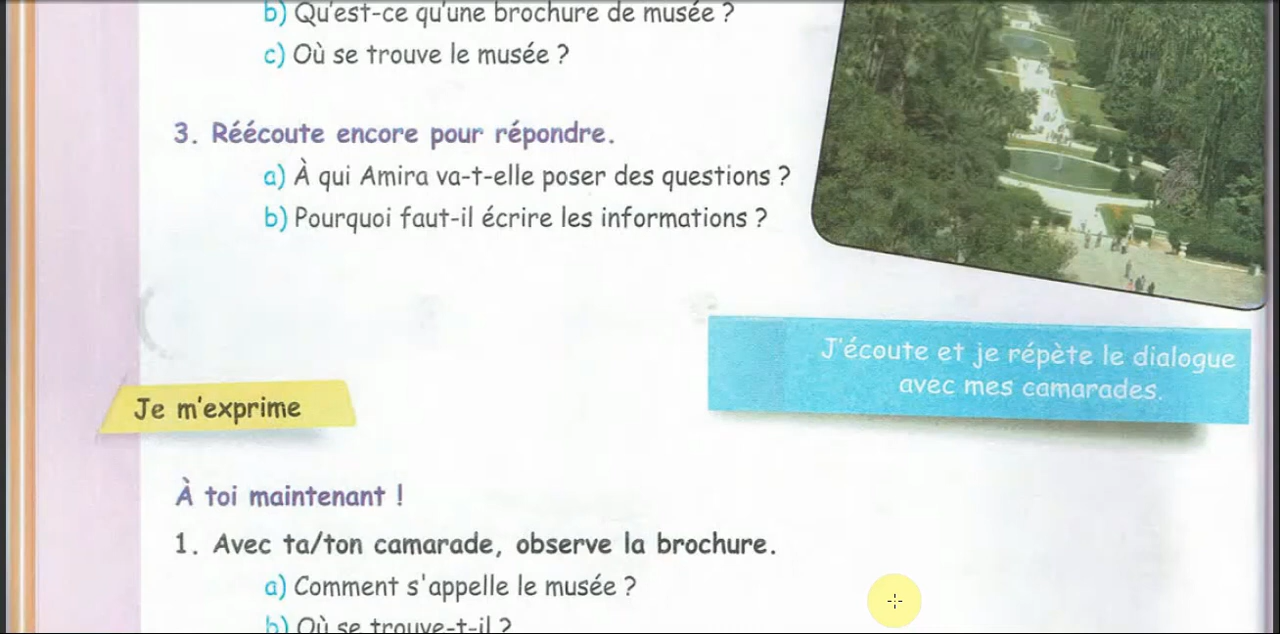 b) Qu'est-ce qu'une brochure de musée ?
c) Où se trouve le musée ?
3. Réécoute encore pour répondre.
a) À qui Amira va-t-elle poser des questions ?
b) Pourquoi faut-il écrire les informations ?
J'écoute et je répète le dialogue
avec mes camarades.
Je m'exprime
À toi maintenant !
1. Avec ta/ton camarade, observe la brochure.
a) Comment s'appelle le musée ?
b) Où se trouve-t-il ?